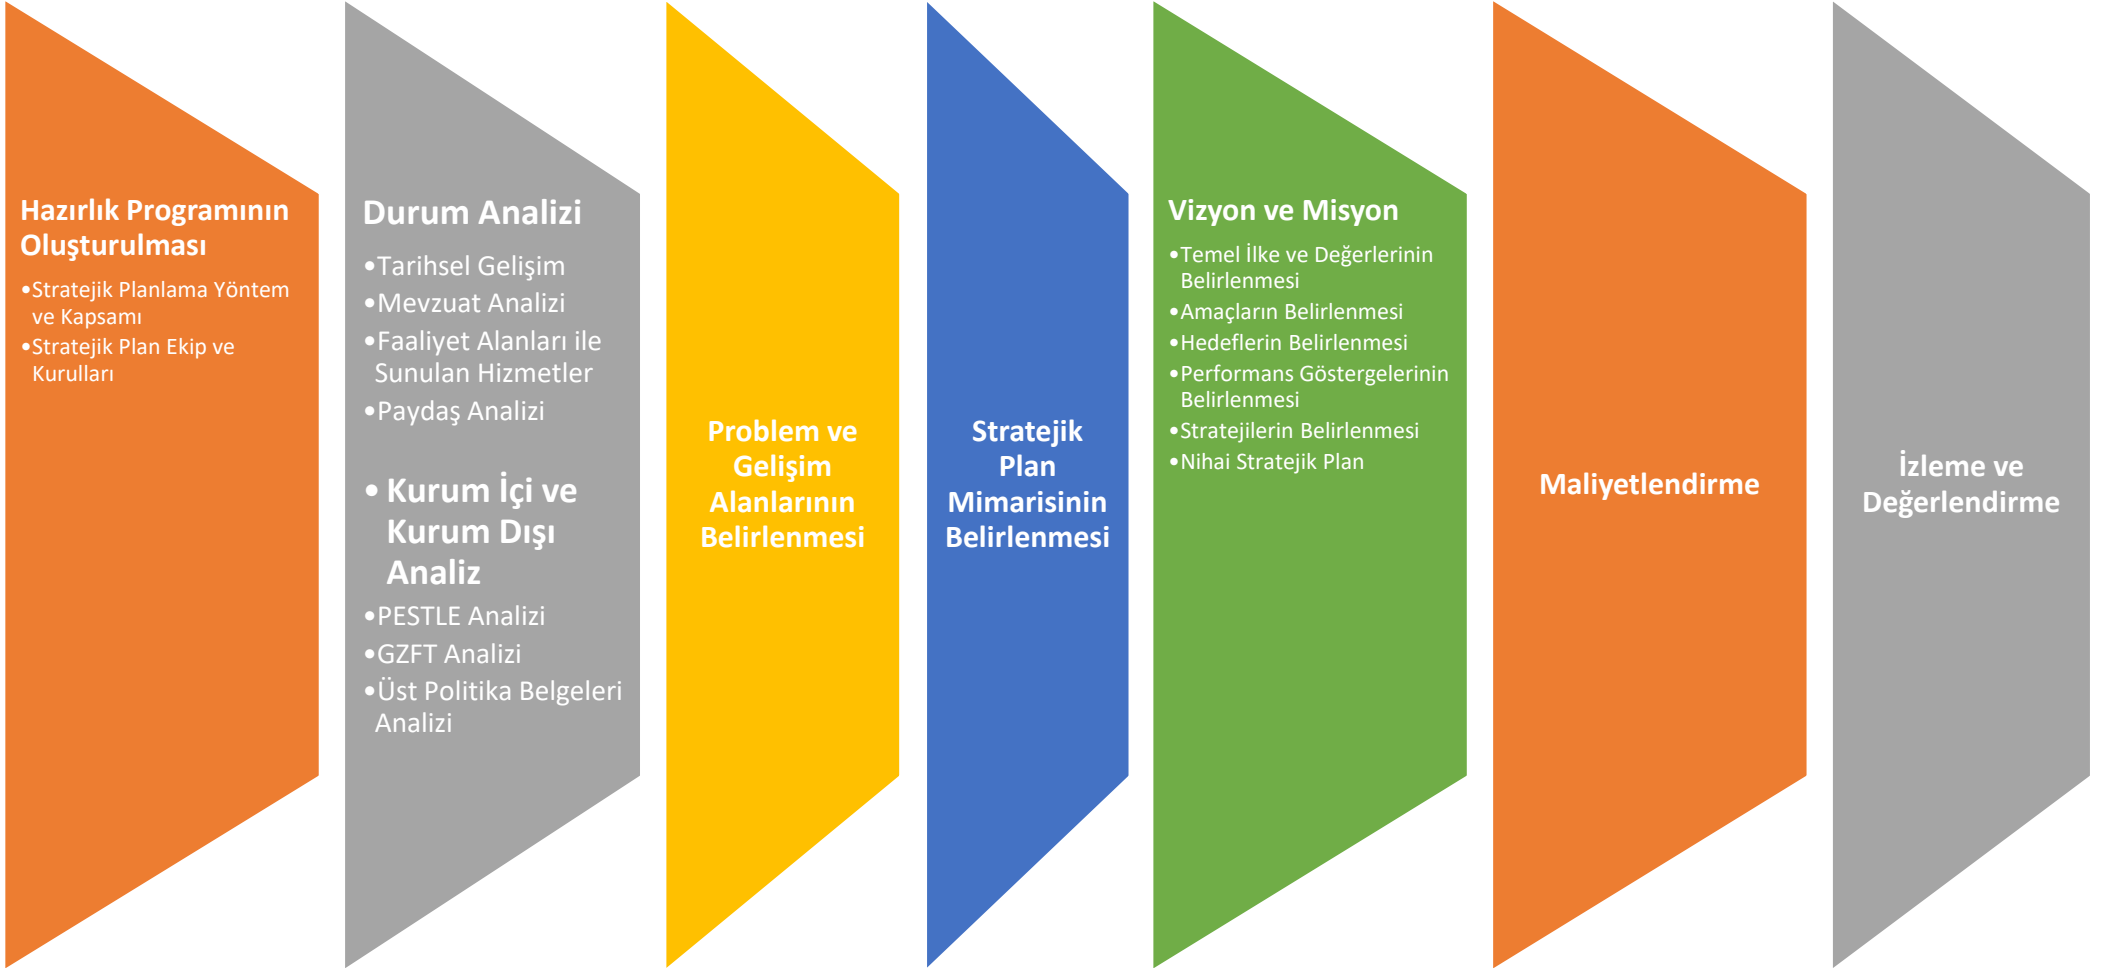 Hazırlık Programının
Oluşturulması
•Stratejik Planlama Yöntem
ve Kapsamı
•Stratejik Plan Ekip ve
Kurulları
Durum Analizi
•Tarihsel Gelişim
•Mevzuat Analizi
•Faaliyet Alanları ile
Sunulan Hizmetler
•Paydaş Analizi
• Kurum İçi ve
Kurum Dışı
Analiz
•PESTLE Analizi
•GZFT Analizi
•Üst Politika Belgeleri
Analizi
Problem ve
Gelişim
Alanlarının
Belirlenmesi
Stratejik
Plan
Mimarisinin
Belirlenmesi
Vizyon ve Misyon
•Temel İlke ve Değerlerinin
Belirlenmesi
•Amaçların Belirlenmesi
•Hedeflerin Belirlenmesi
•Performans Göstergelerinin
Belirlenmesi
•Stratejilerin Belirlenmesi
•Nihai Stratejik Plan
Maliyetlendirme
İzleme ve
Değerlendirme